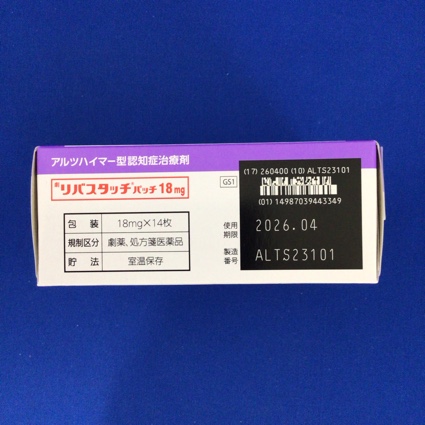 アルツハイマー型認知症治療剤
劇 リバスタッチ®パッチ18mg
包装 18mg×14枚
規制区分 劇薬、処方箋医薬品
貯法 室温保存
GS1
(17) 260400 (10) ALTS23101
(01) 14987039443349
使用期限 2026.04
製造番号 ALTS23101